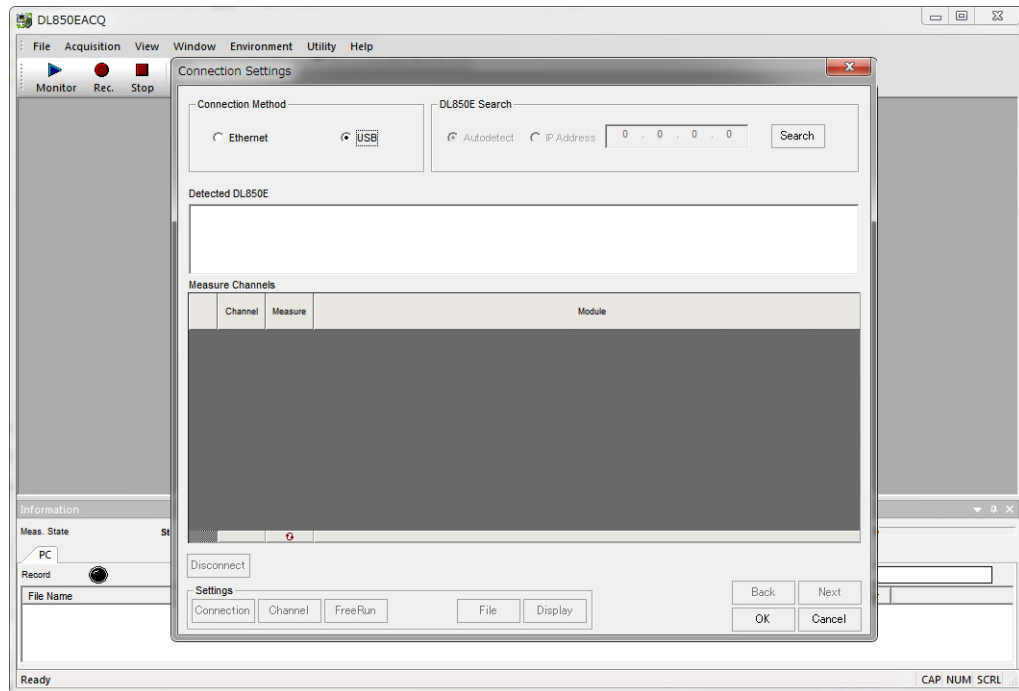 DL850EACQ
File Acquisition View Window Environment Utility Help
Monitor Rec. Stop
Connection Settings
Connection Method
Ethernet USB
DL850E Search
Autodetect IP Address 0 . 0 . 0 . 0 Search
Detected DL850E
Measure Channels
Channel Measure Module
Disconnect
Settings
Connection Channel FreeRun File Display
Back Next
OK Cancel
Information
Meas. State St
PC
Record
File Name
Ready CAP NUM SCRL